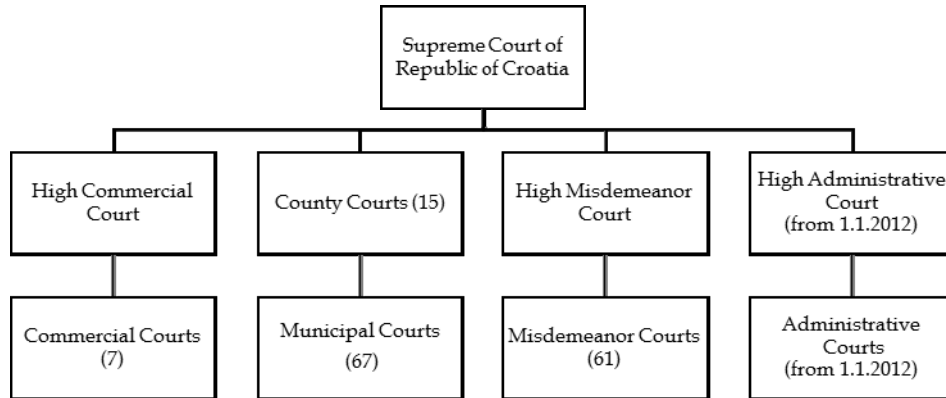 Supreme Court of
Republic of Croatia
High Commercial
Court
County Courts (15)
High Misdemeanor
Court
High Administrative
Court
(from 1.1.2012)
Commercial Courts
(7)
Municipal Courts
(67)
Misdemeanor Courts
(61)
Administrative
Courts
(from 1.1.2012)